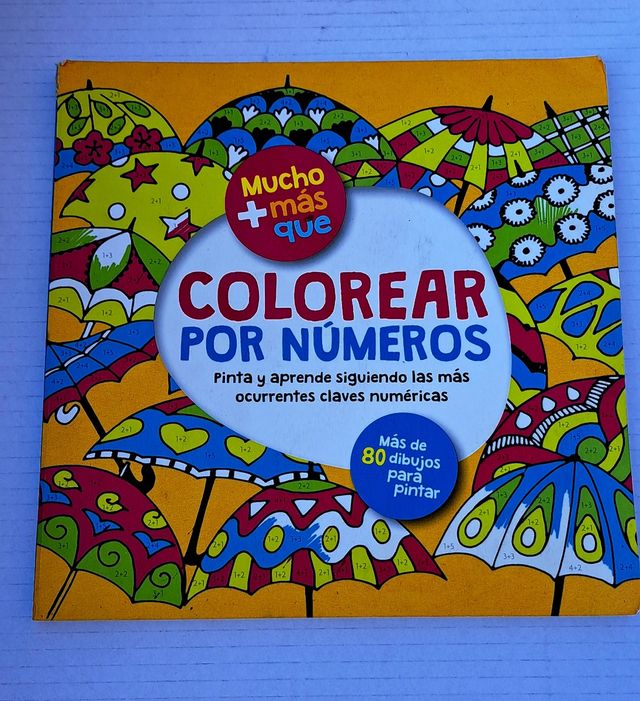 Mucho
+ más
que
COLOREAR
POR NÚMEROS
Pinta y aprende siguiendo las más
ocurrentes claves numéricas
Más de
80 dibujos
para
pintar